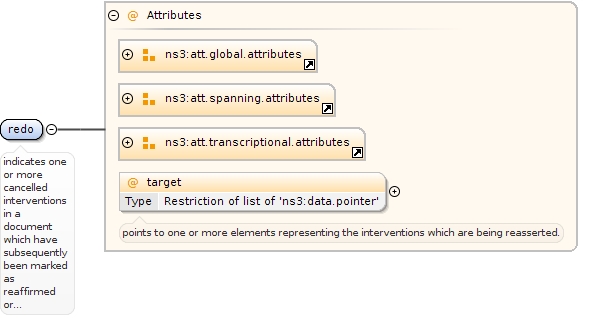 Attributes
ns3:att.global.attributes
ns3:att.spanning.attributes
ns3:att.transcriptional.attributes
redo
indicates one
or more
cancelled
interventions
in a
document
which have
subsequently
been marked
as
reaffirmed
or...
target
Type Restriction of list of 'ns3:data.pointer'
points to one or more elements representing the interventions which are being reasserted.